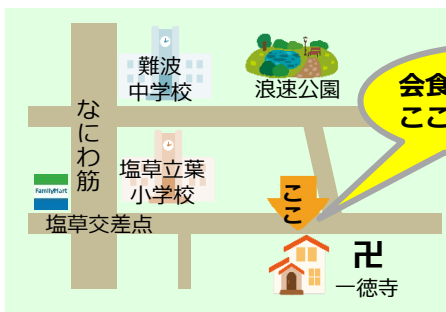 難波
中学校
浪速公園
会食
ここ
なにわ筋
塩草立葉
小学校
FamilyMart
ここ
塩草交差点
卍
一徳寺